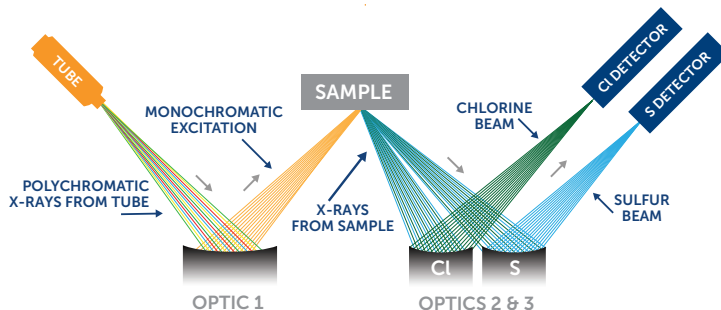 TUBE
SAMPLE
Cl DETECTOR
S DETECTOR
MONOCHROMATIC
EXCITATION
CHLORINE
BEAM
POLYCHROMATIC
X-RAYS FROM TUBE
X-RAYS
FROM SAMPLE
SULFUR
BEAM
Cl
S
OPTIC 1
OPTICS 2 & 3